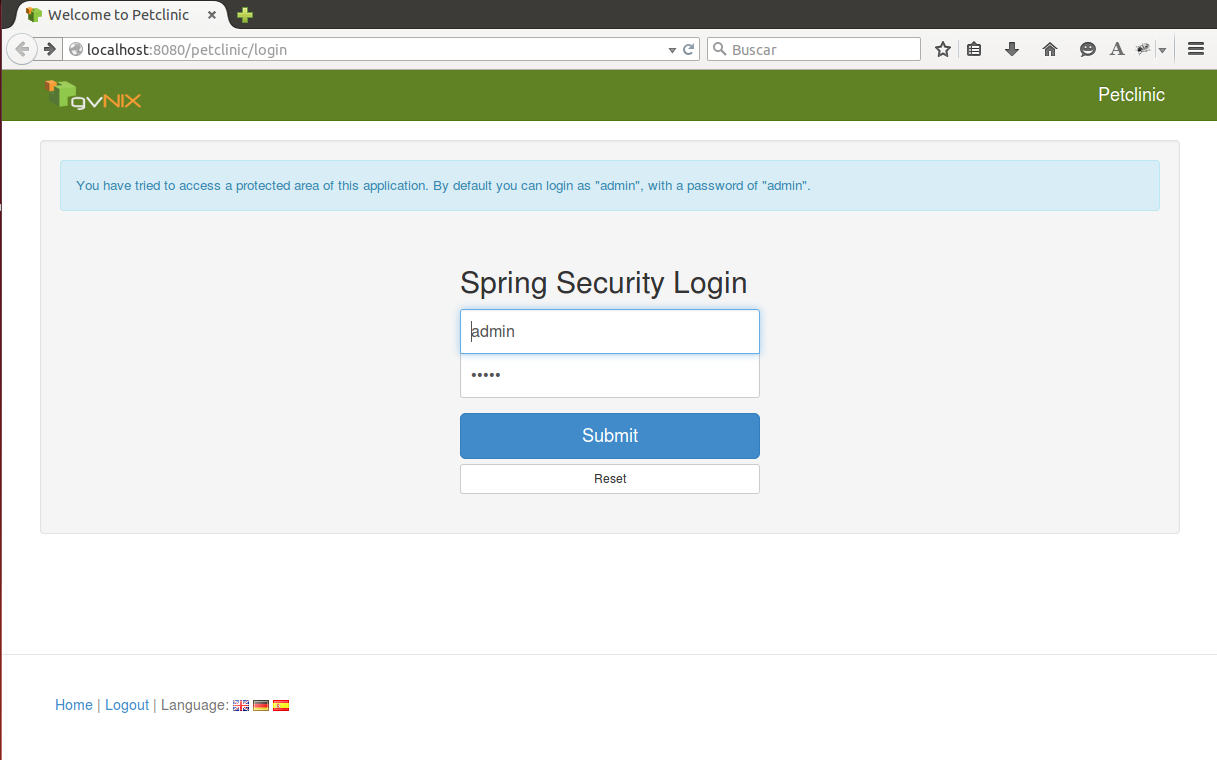 Welcome to Petclinic
localhost:8080/petclinic/login
Buscar
gvNIX
Petclinic
You have tried to access a protected area of this application. By default you can login as "admin", with a password of "admin".
Spring Security Login
admin
•••••
Submit
Reset
Home | Logout | Language: